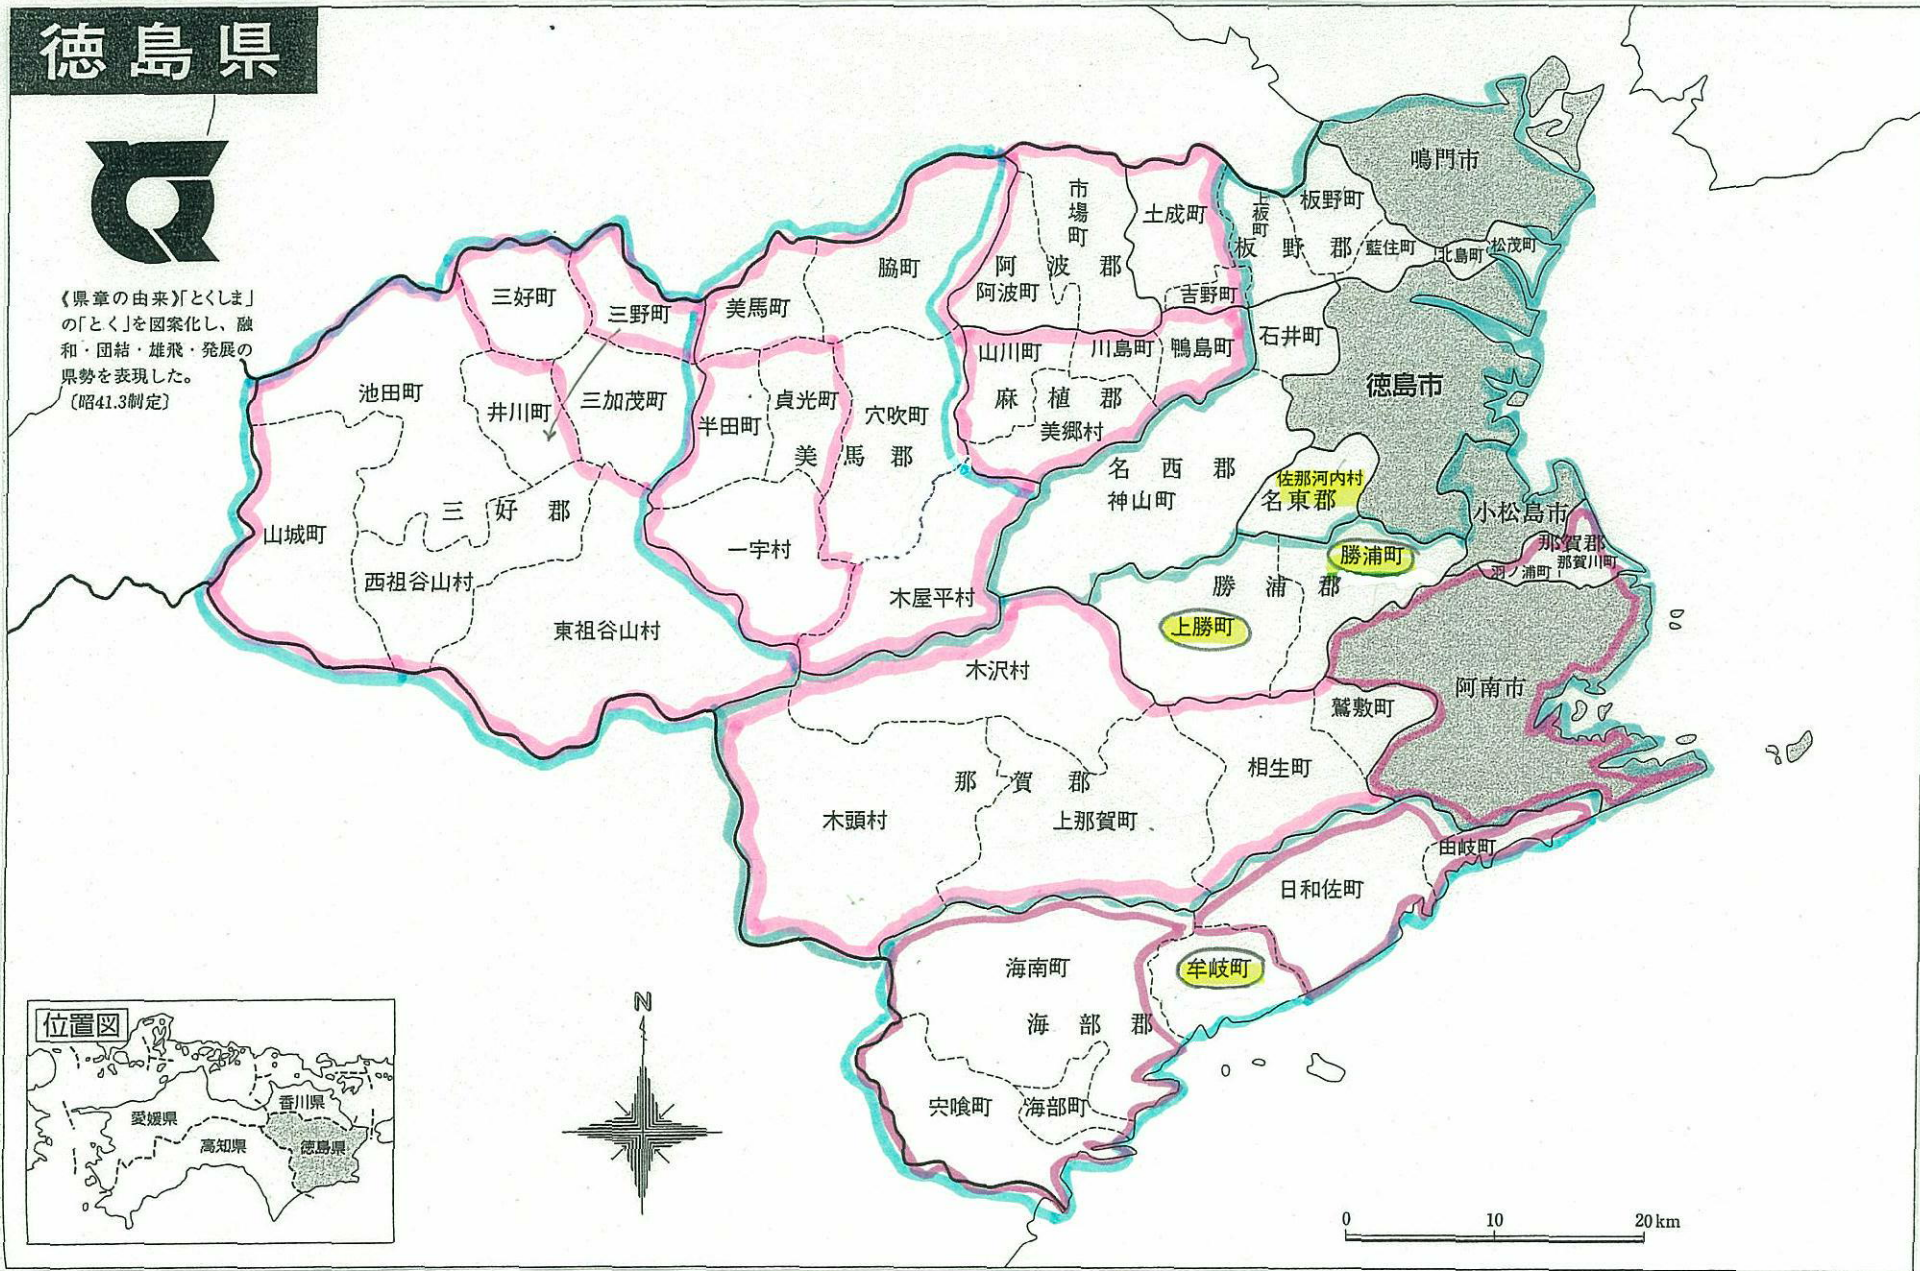 徳島県
《県章の由来》「とくしま」
の「とく」を図案化し、融
和・団結・雄飛・発展の
県勢を表現した。
〔昭41.3制定〕
鳴門市
板野町
上板町
板野郡
藍住町
北島町
松茂町
市場町
土成町
阿波郡
阿波町
吉野町
脇町
美馬町
三好町
三野町
石井町
徳島市
山川町
川島町
鴨島町
麻植郡
美郷村
池田町
井川町
三加茂町
半田町
貞光町
穴吹町
美馬郡
名西郡
神山町
佐那河内村
名東郡
小松島市
那賀郡
那賀川町
羽ノ浦町
三好郡
山城町
西祖谷山村
東祖谷山村
一宇村
木屋平村
勝浦町
勝浦郡
上勝町
木沢村
阿南市
鷲敷町
相生町
那賀郡
木頭村
上那賀町
由岐町
日和佐町
牟岐町
海南町
海部郡
宍喰町
海部町
位置図
香川県
愛媛県
高知県
徳島県
N
0 10 20km